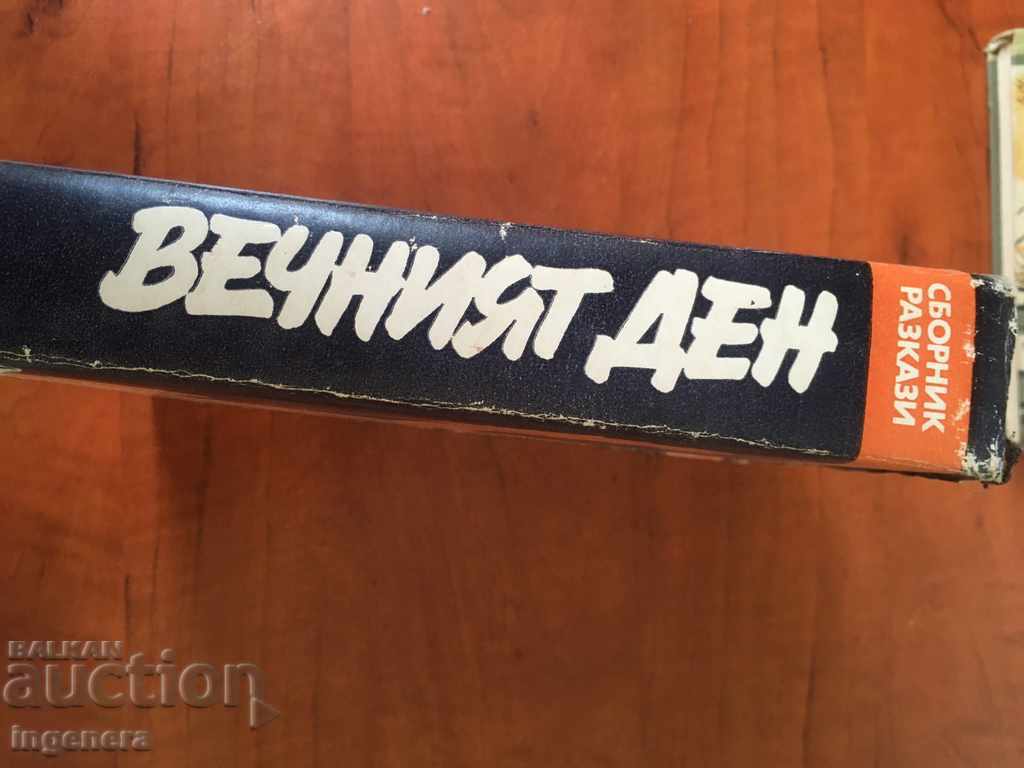 ВЕЧНИЯТ ДЕН
СБОРНИК
РАЗКАЗИ
BALKAN
auction
ingenera